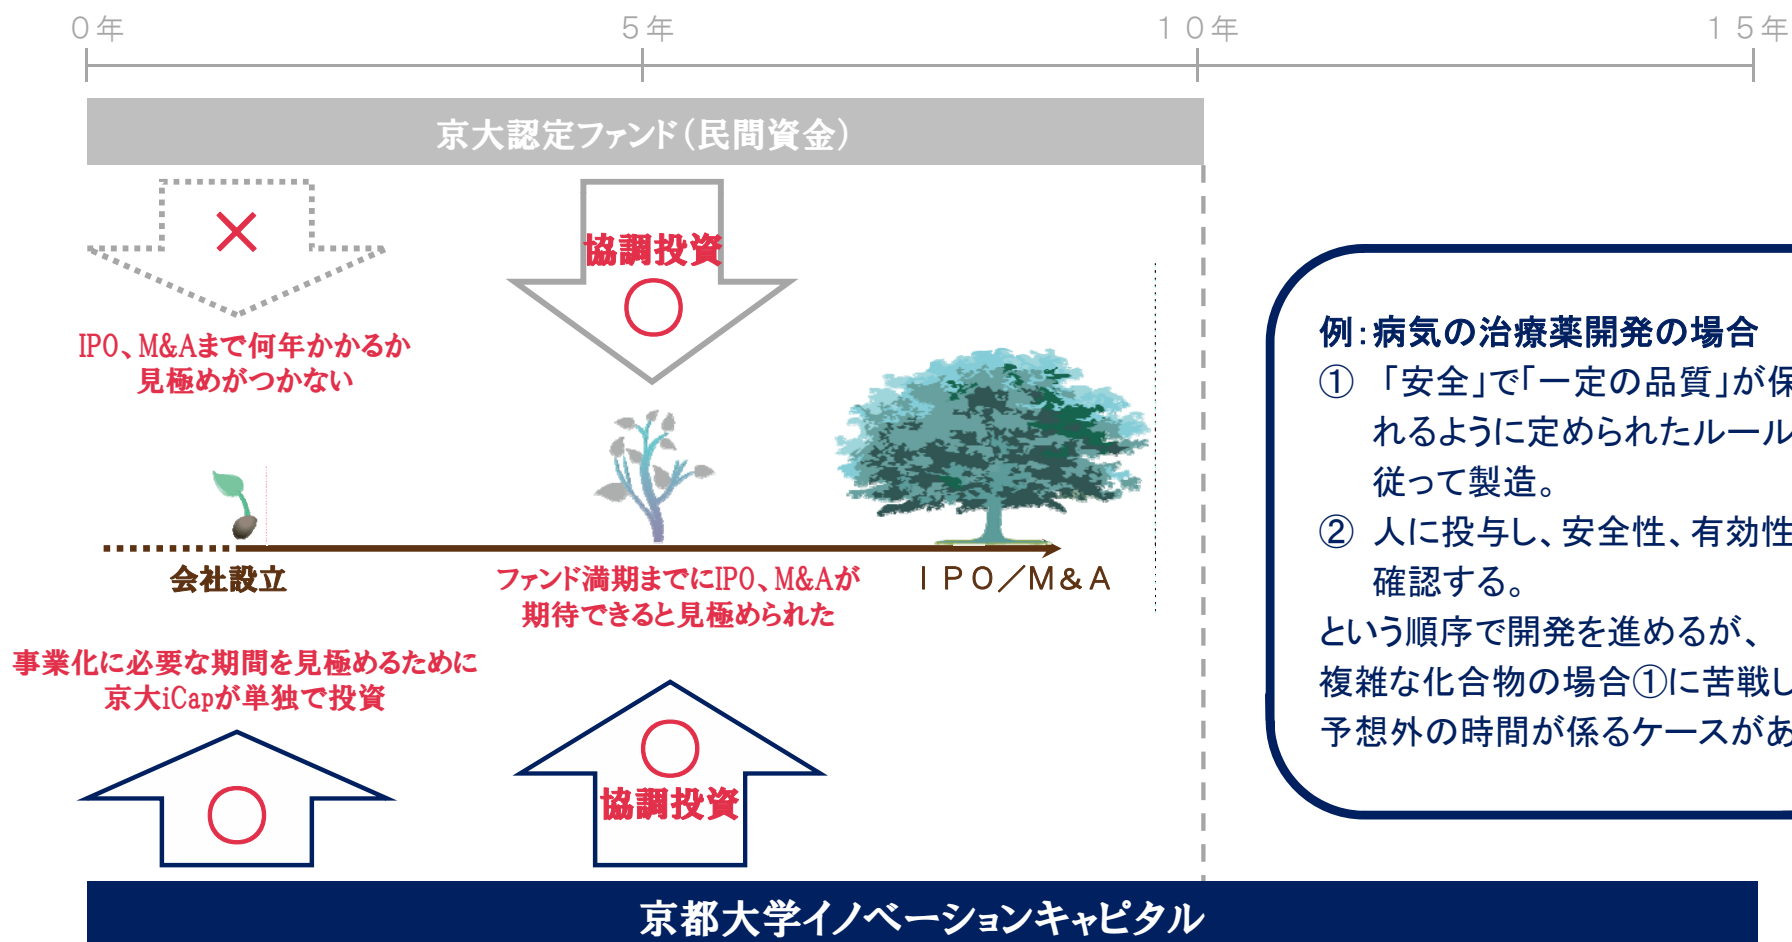 0年
5年
10年
15年
京大認定ファンド(民間資金)
×
協調投資
○
IPO、M&Aまで何年かかるか
見極めがつかない
会社設立
ファンド満期までにIPO、M&Aが
期待できると見極められた
IPO/M&A
事業化に必要な期間を見極めるために
京大iCapが単独で投資
○
○
協調投資
京都大学イノベーションキャピタル
例:病気の治療薬開発の場合
① 「安全」で「一定の品質」が保
れるように定められたルール
従って製造。
② 人に投与し、安全性、有効性
確認する。
という順序で開発を進めるが、
複雑な化合物の場合①に苦戦し
予想外の時間が係るケースがあ